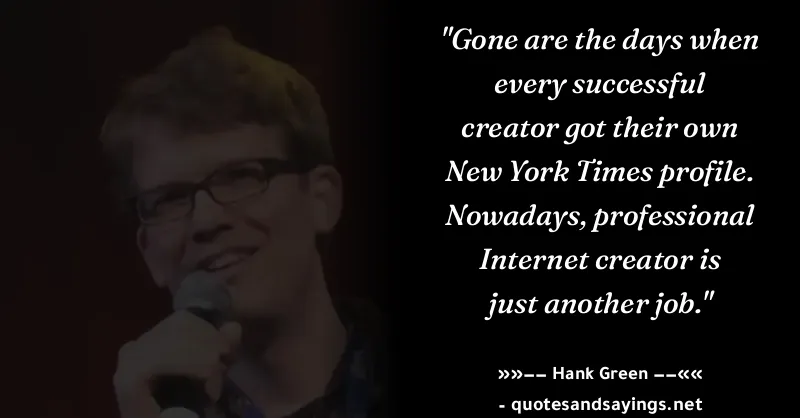 "Gone are the days when
every successful
creator got their own
New York Times profile.
Nowadays, professional
Internet creator is
just another job."
»»–– Hank Green ––««
- quotesandsayings.net